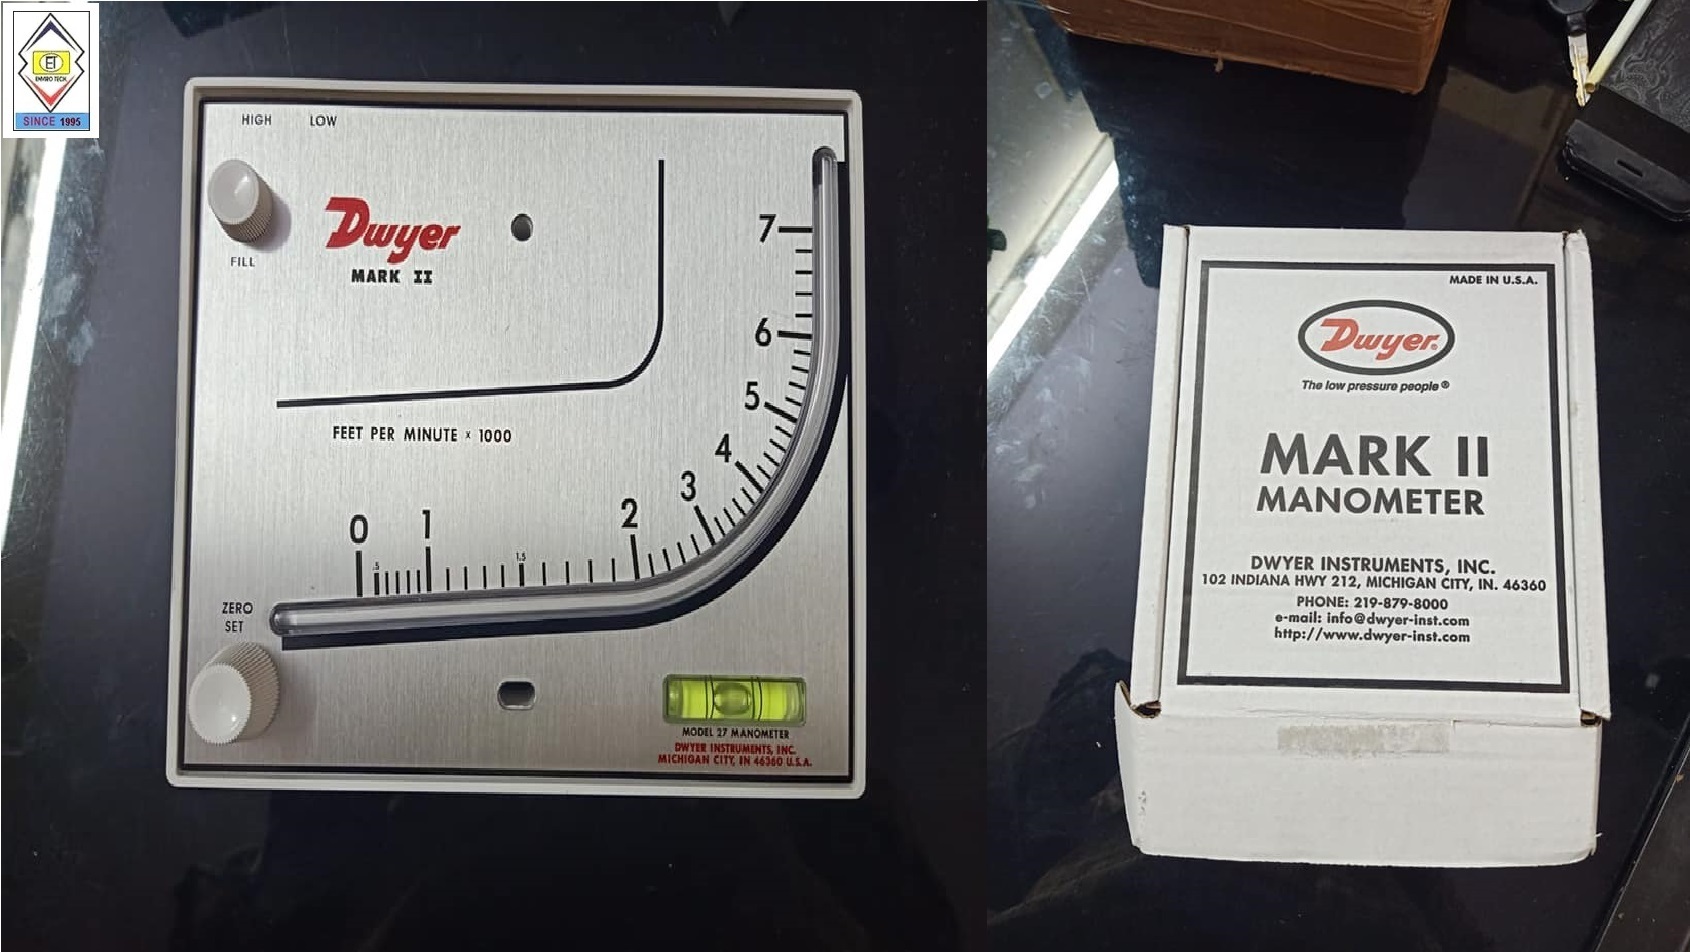 ET
ENVIRO TECH
SINCE 1995
HIGH LOW
FILL
Dwyer
MARK II
FEET PER MINUTE x 1000
7
6
5
4
3
2
1
0
.5
1.5
ZERO
SET
MODEL 27 MANOMETER
DWYER INSTRUMENTS, INC.
MICHIGAN CITY, IN 46360 U.S.A.
MADE IN U.S.A.
Dwyer®
The low pressure people®
MARK II
MANOMETER
DWYER INSTRUMENTS, INC.
102 INDIANA HWY 212, MICHIGAN CITY, IN. 46360
PHONE: 219-879-8000
e-mail: info@dwyer-inst.com
http://www.dwyer-inst.com